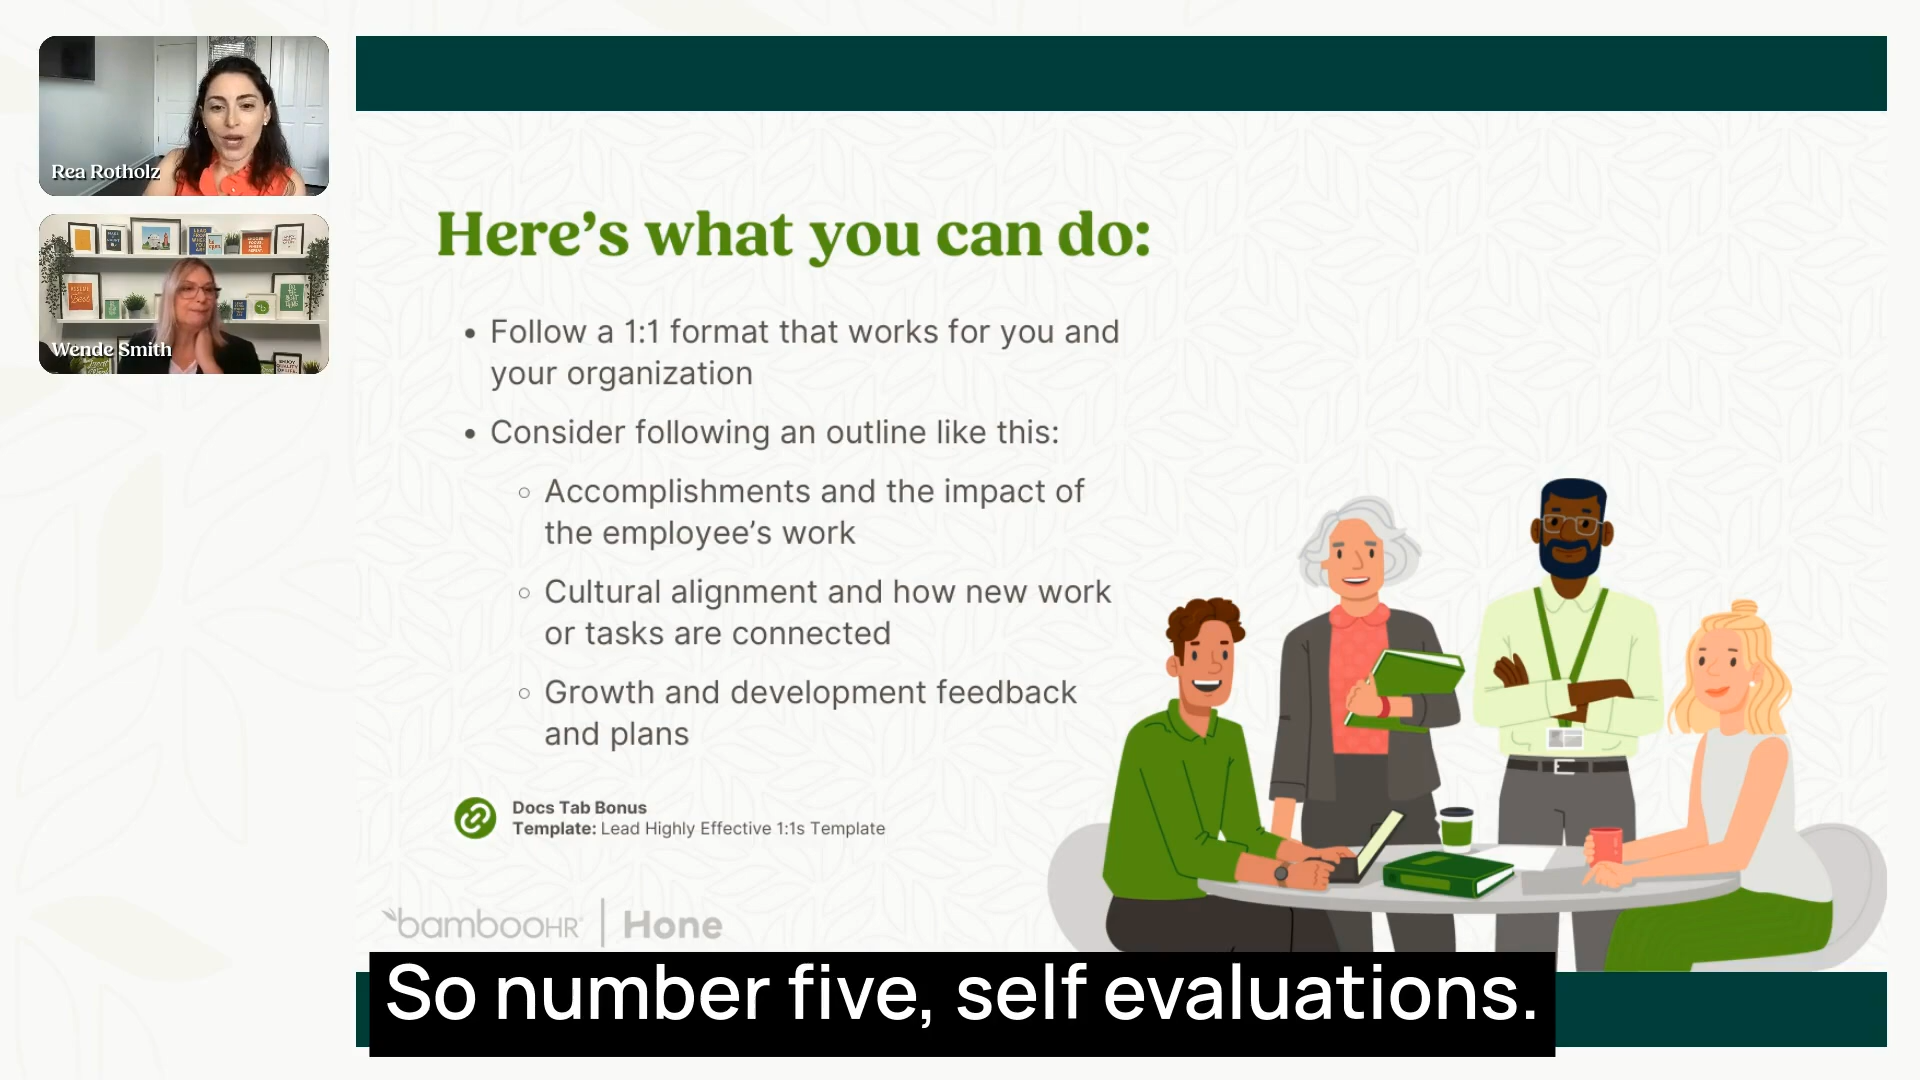 Rea Rotholz
Wende Smith
Here's what you can do:
• Follow a 1:1 format that works for you and
your organization
• Consider following an outline like this:
○ Accomplishments and the impact of
the employee's work
○ Cultural alignment and how new work
or tasks are connected
○ Growth and development feedback
and plans
Docs Tab Bonus
Template: Lead Highly Effective 1:1s Template
bambooHR | Hone
So number five, self evaluations.